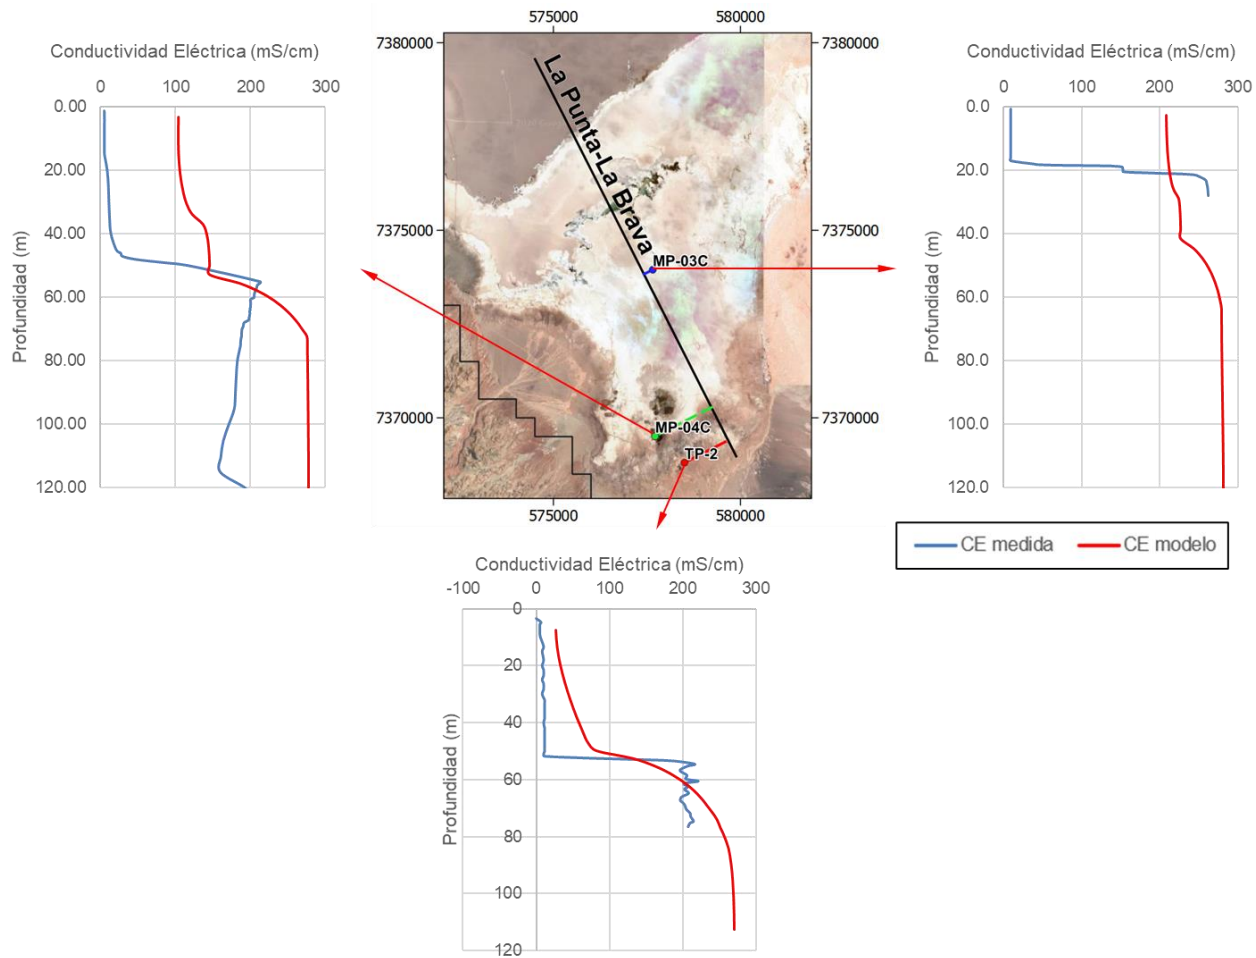 Conductividad Eléctrica (mS/cm)
0 100 200 300
0.00
20.00
40.00
60.00
80.00
100.00
120.00
Profundidad (m)
575000 580000
7380000 7380000
7375000 7375000
7370000 7370000
575000 580000
La Punta-La Brava
MP-03C
MP-04C
TP-2
Conductividad Eléctrica (mS/cm)
0 100 200 300
0.0
20.0
40.0
60.0
80.0
100.0
120.0
Profundidad (m)
CE medida CE modelo
Conductividad Eléctrica (mS/cm)
-100 0 100 200 300
0
20
40
60
80
100
120
Profundidad (m)